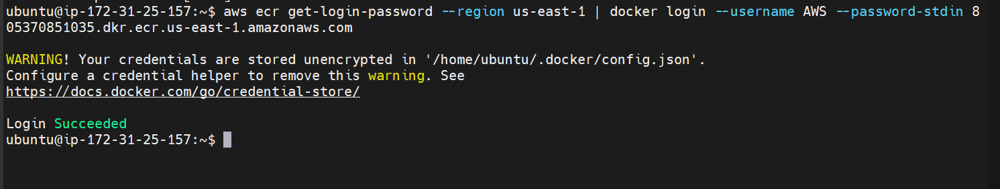 ubuntu@ip-172-31-25-157:~$ aws ecr get-login-password --region us-east-1 | docker login --username AWS --password-stdin 8
05370851035.dkr.ecr.us-east-1.amazonaws.com
WARNING! Your credentials are stored unencrypted in '/home/ubuntu/.docker/config.json'.
Configure a credential helper to remove this warning. See
https://docs.docker.com/go/credential-store/
Login Succeeded
ubuntu@ip-172-31-25-157:~$